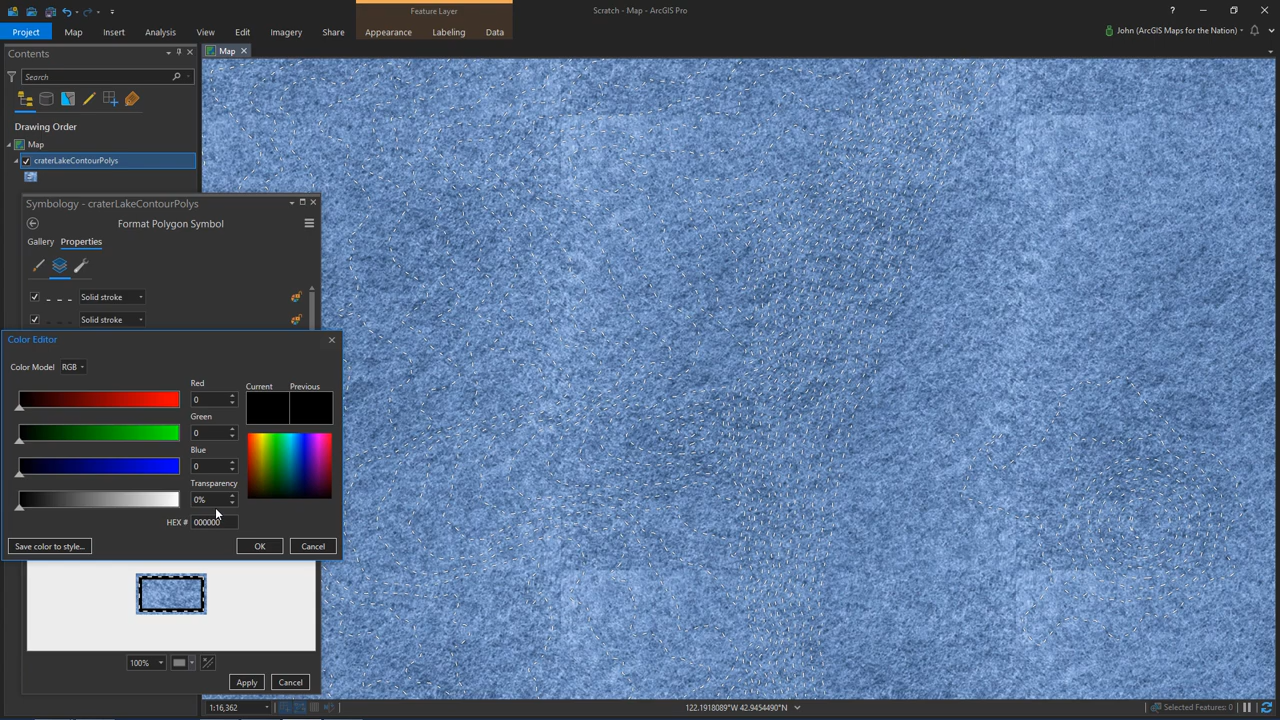 Feature Layer
Scratch - Map - ArcGIS Pro
?
Project Map Insert Analysis View Edit Imagery Share Appearance Labeling Data
John (ArcGIS Maps for the Nation)
Contents
Map
Search
Drawing Order
Map
craterLakeContourPolys
Symbology - craterLakeContourPolys
Format Polygon Symbol
Gallery Properties
Solid stroke
Solid stroke
Color Editor
Color Model RGB
Red
Current Previous
0
Green
0
Blue
0
Transparency
0%
HEX # 000000
Save color to style... OK Cancel
100%
Apply Cancel
1:16,362
122.1918089°W 42.9454490°N
Selected Features: 0